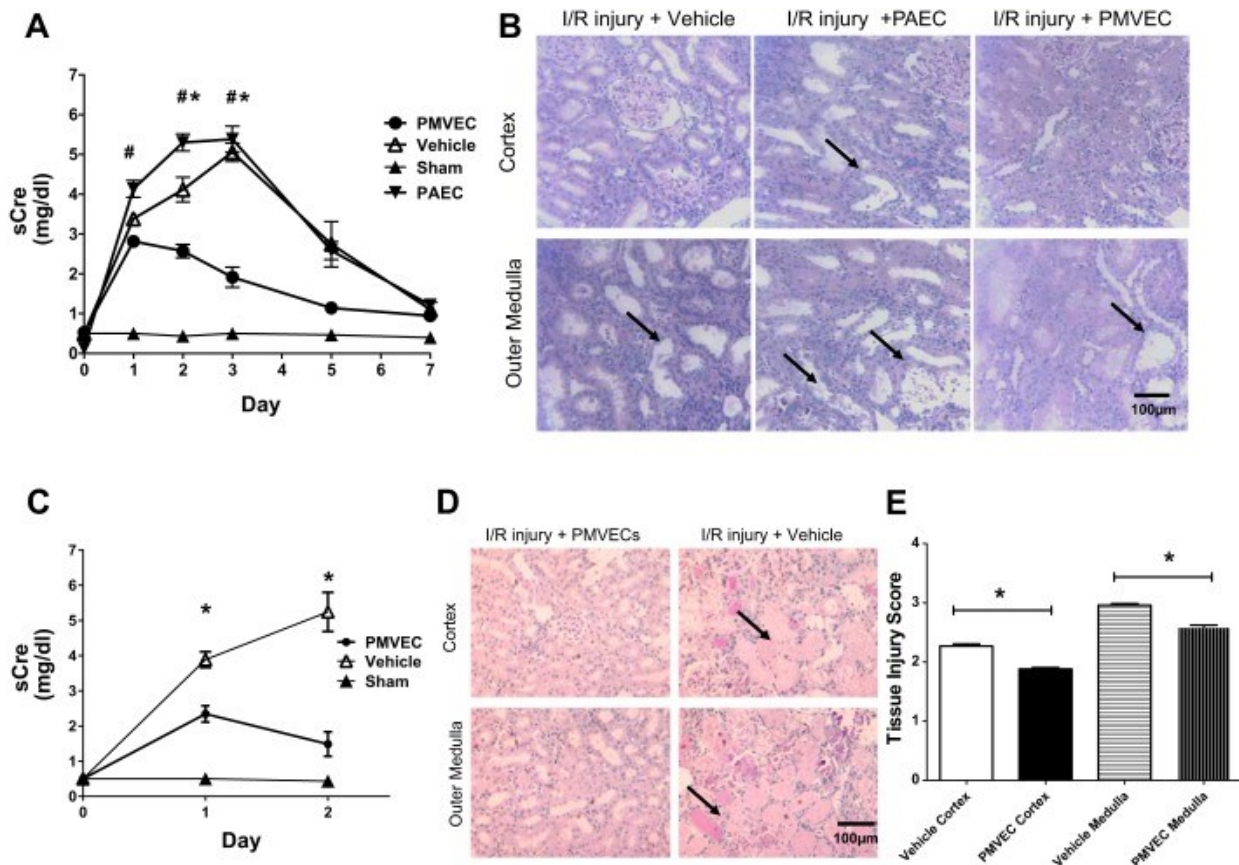 A
sCre
(mg/dl)
7
6
5
4
3
2
1
0
# #* #*
PMVEC
Vehicle
Sham
PAEC
0 1 2 3 5 7
Day
B
I/R injury + Vehicle I/R injury +PAEC I/R injury + PMVEC
Cortex
Outer Medulla
100µm
C
sCre
(mg/dl)
7
6
5
4
3
2
1
0
* *
PMVEC
Vehicle
Sham
0 1 2
Day
D
I/R injury + PMVECs I/R injury + Vehicle
Cortex
Outer Medulla
100µm
E
Tissue Injury Score
4
3
2
1
0
* *
Vehicle Cortex
PMVEC Cortex
Vehicle Medulla
PMVEC Medulla